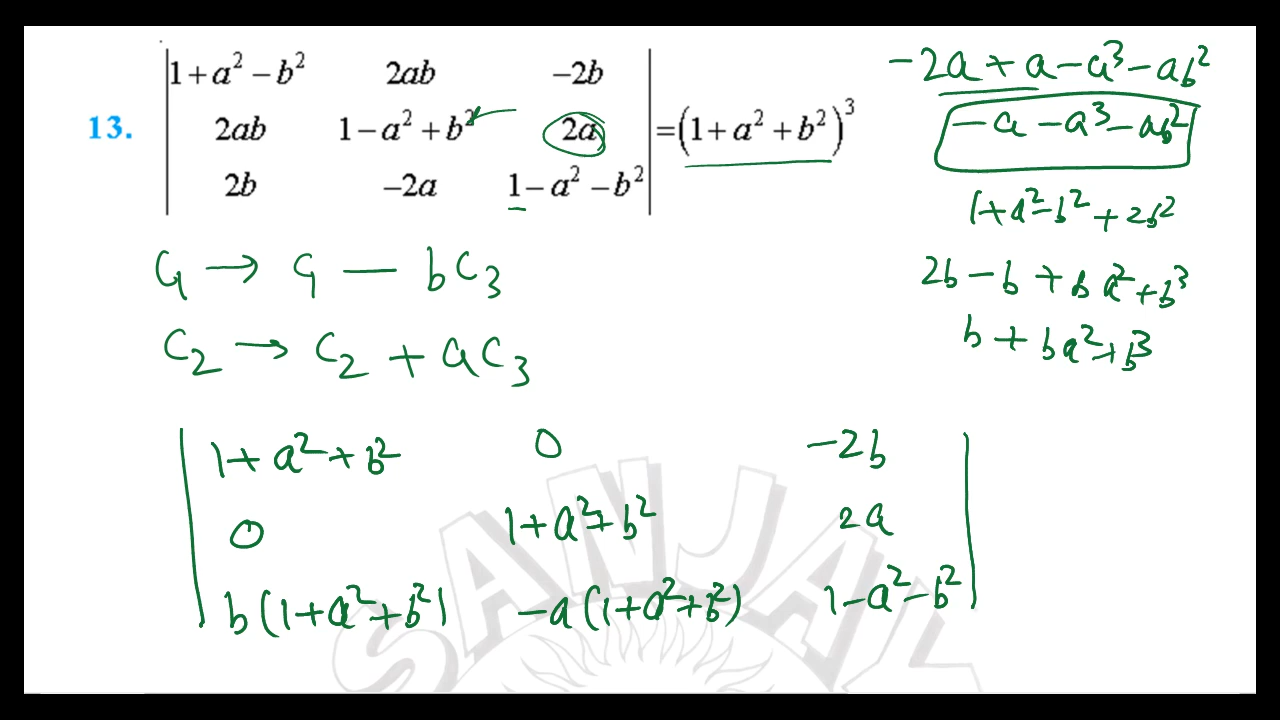 1+a² − b² 2ab −2b
13. 2ab 1−a² + b² 2a =(1+a² + b²)³
2b −2a 1−a² − b²
C₁ → C₁ — bC₃
C₂ → C₂ + aC₃
1+a²+b² 0 −2b
0 1+a²+b² 2a
b(1+a²+b²) −a(1+a²+b²) 1−a²−b²
−2a + a − a³ − ab²
−a − a³ − ab²
1+a²−b² + 2b²
2b − b + ba² + b³
b + ba² + b³
SANJAY